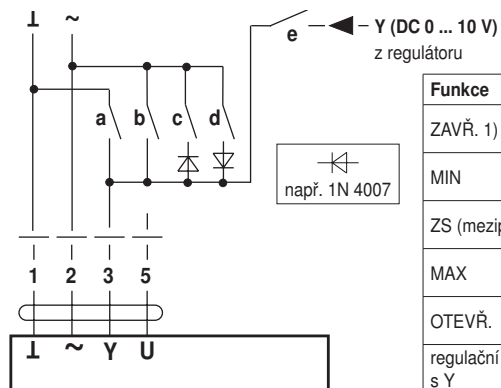 ⊥ ~
e
Y (DC 0 ... 10 V)
z regulátoru
a b c d
např. 1N 4007
Funkce
ZAVŘ. 1)
MIN
ZS (mezip
MAX
OTEVŘ.
regulační
s Y
1 2 3 5
⊥ ~ Y U